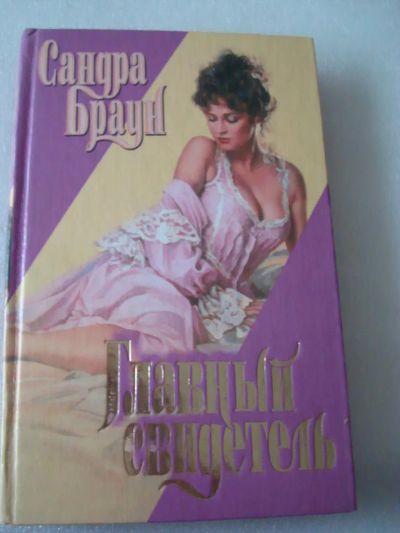 Сандра
Браун
Главный
свидетель